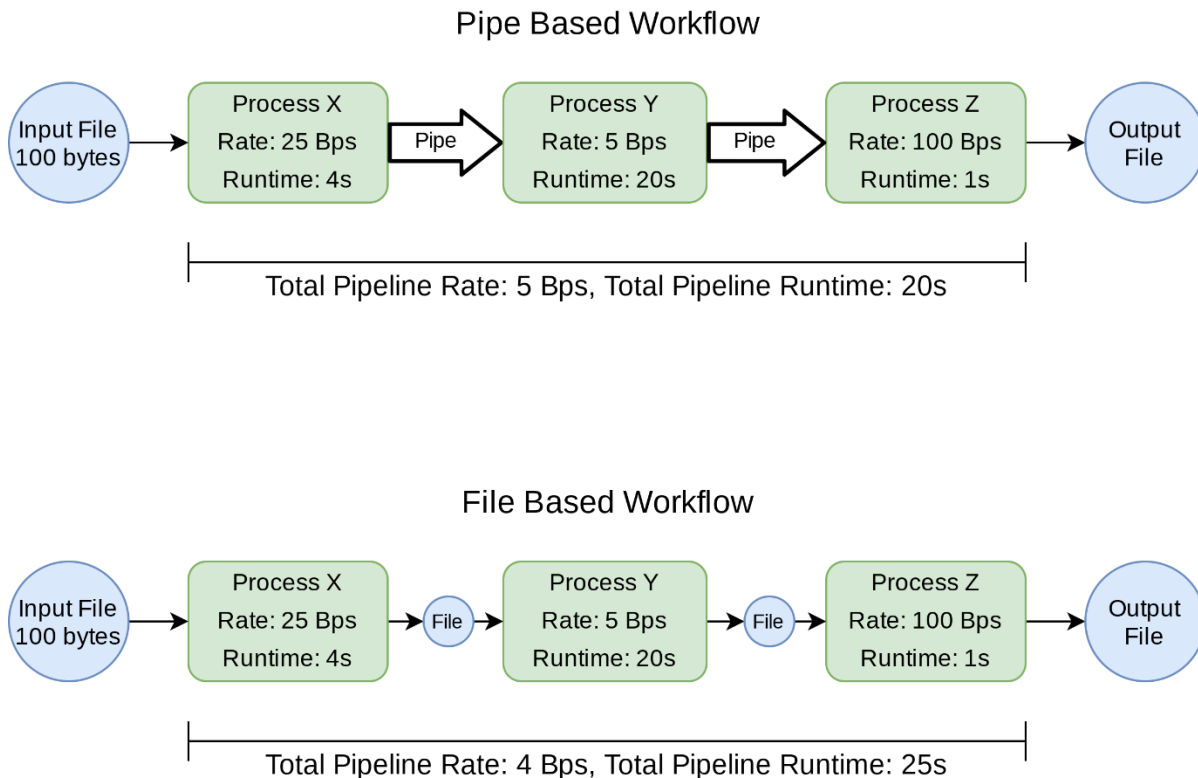 Pipe Based Workflow
Input File
100 bytes
Process X
Rate: 25 Bps
Runtime: 4s
Pipe
Process Y
Rate: 5 Bps
Runtime: 20s
Pipe
Process Z
Rate: 100 Bps
Runtime: 1s
Output
File
Total Pipeline Rate: 5 Bps, Total Pipeline Runtime: 20s
File Based Workflow
Input File
100 bytes
Process X
Rate: 25 Bps
Runtime: 4s
File
Process Y
Rate: 5 Bps
Runtime: 20s
File
Process Z
Rate: 100 Bps
Runtime: 1s
Output
File
Total Pipeline Rate: 4 Bps, Total Pipeline Runtime: 25s